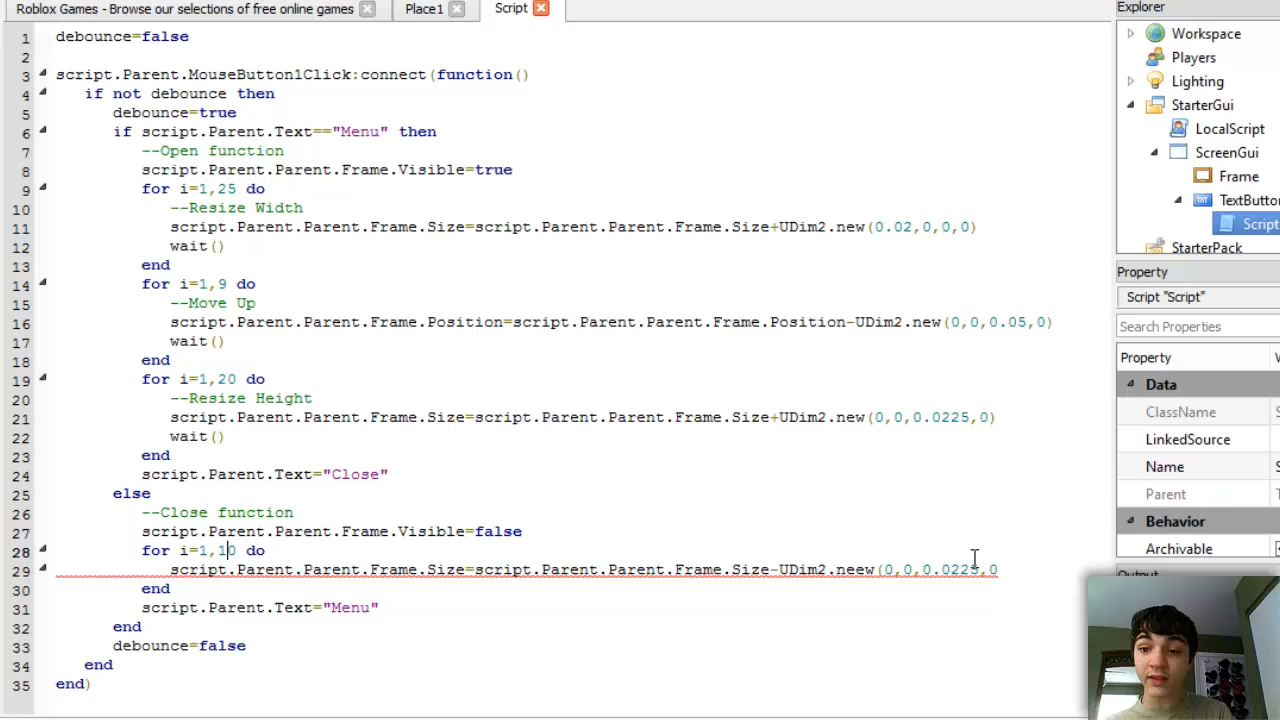 Roblox Games - Browse our selections of free online games
Place1
Script
Explorer
1 debounce=false
2
3 script.Parent.MouseButton1Click:connect(function()
4 if not debounce then
5 debounce=true
6 if script.Parent.Text=="Menu" then
7 --Open function
8 script.Parent.Parent.Frame.Visible=true
9 for i=1,25 do
10 --Resize Width
11 script.Parent.Parent.Frame.Size=script.Parent.Parent.Frame.Size+UDim2.new(0.02,0,0,0)
12 wait()
13 end
14 for i=1,9 do
15 --Move Up
16 script.Parent.Parent.Frame.Position=script.Parent.Parent.Frame.Position-UDim2.new(0,0,0.05,0)
17 wait()
18 end
19 for i=1,20 do
20 --Resize Height
21 script.Parent.Parent.Frame.Size=script.Parent.Parent.Frame.Size+UDim2.new(0,0,0.0225,0)
22 wait()
23 end
24 script.Parent.Text="Close"
25 else
26 --Close function
27 script.Parent.Parent.Frame.Visible=false
28 for i=1,10 do
29 script.Parent.Parent.Frame.Size=script.Parent.Parent.Frame.Size-UDim2.neew(0,0,0.0225,0
30 end
31 script.Parent.Text="Menu"
32 end
33 debounce=false
34 end
35 end)
Workspace
Players
Lighting
StarterGui
LocalScript
ScreenGui
Frame
TextButto
Script
StarterPack
Property
Script "Script"
Search Properties
Property
Data
ClassName
LinkedSource
Name
Parent
Behavior
Archivable
Output